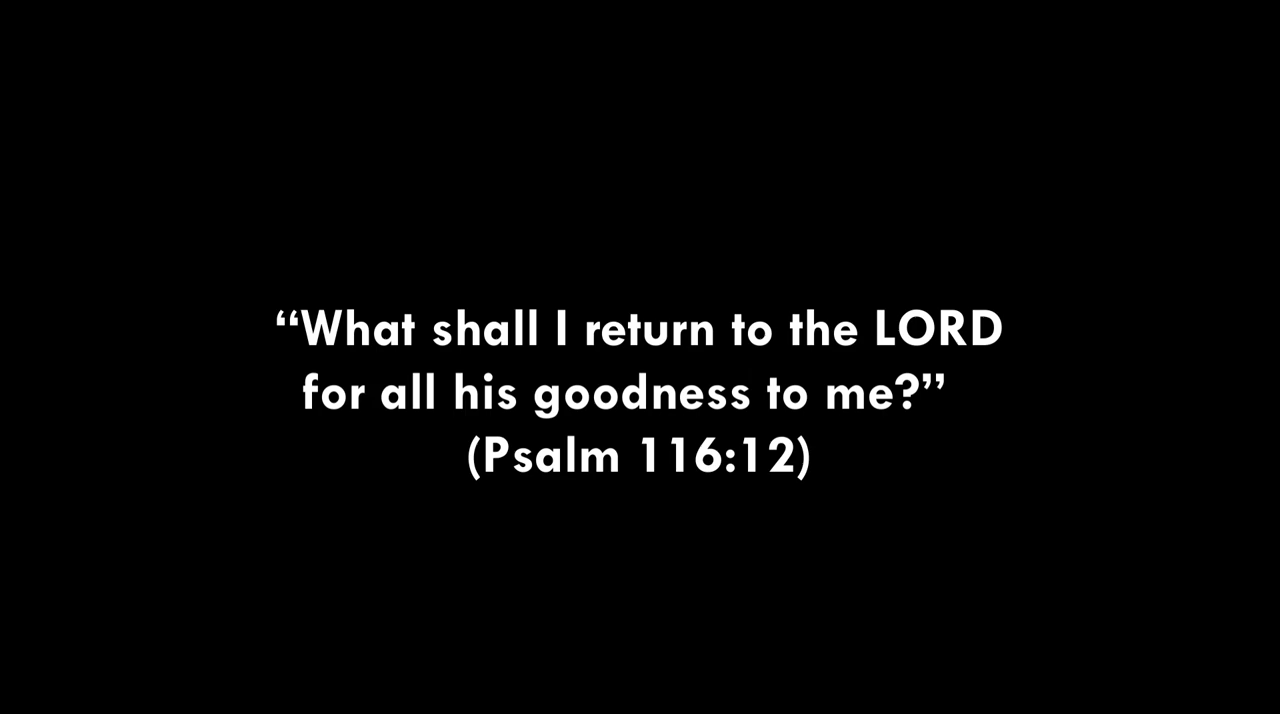 “What shall I return to the LORD
for all his goodness to me?”
(Psalm 116:12)